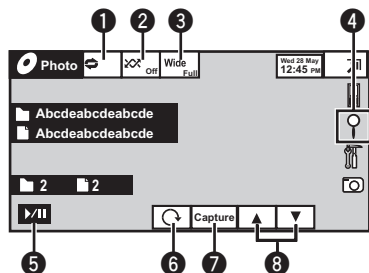 1 2 3 4
Photo Off Wide Full Wed 28 May 12:45 PM
Abcdeabcdeabcde
Abcdeabcdeabcde
2 2
Capture
5 6 7 8